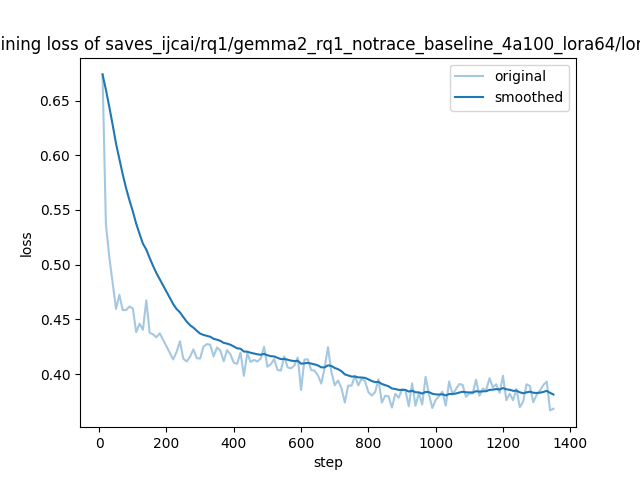 ining loss of saves_ijcai/rq1/gemma2_rq1_notrace_baseline_4a100_lora64/lor
original
smoothed
0.65
0.60
0.55
0.50
0.45
0.40
loss
0
200
400
600
800
1000
1200
1400
step